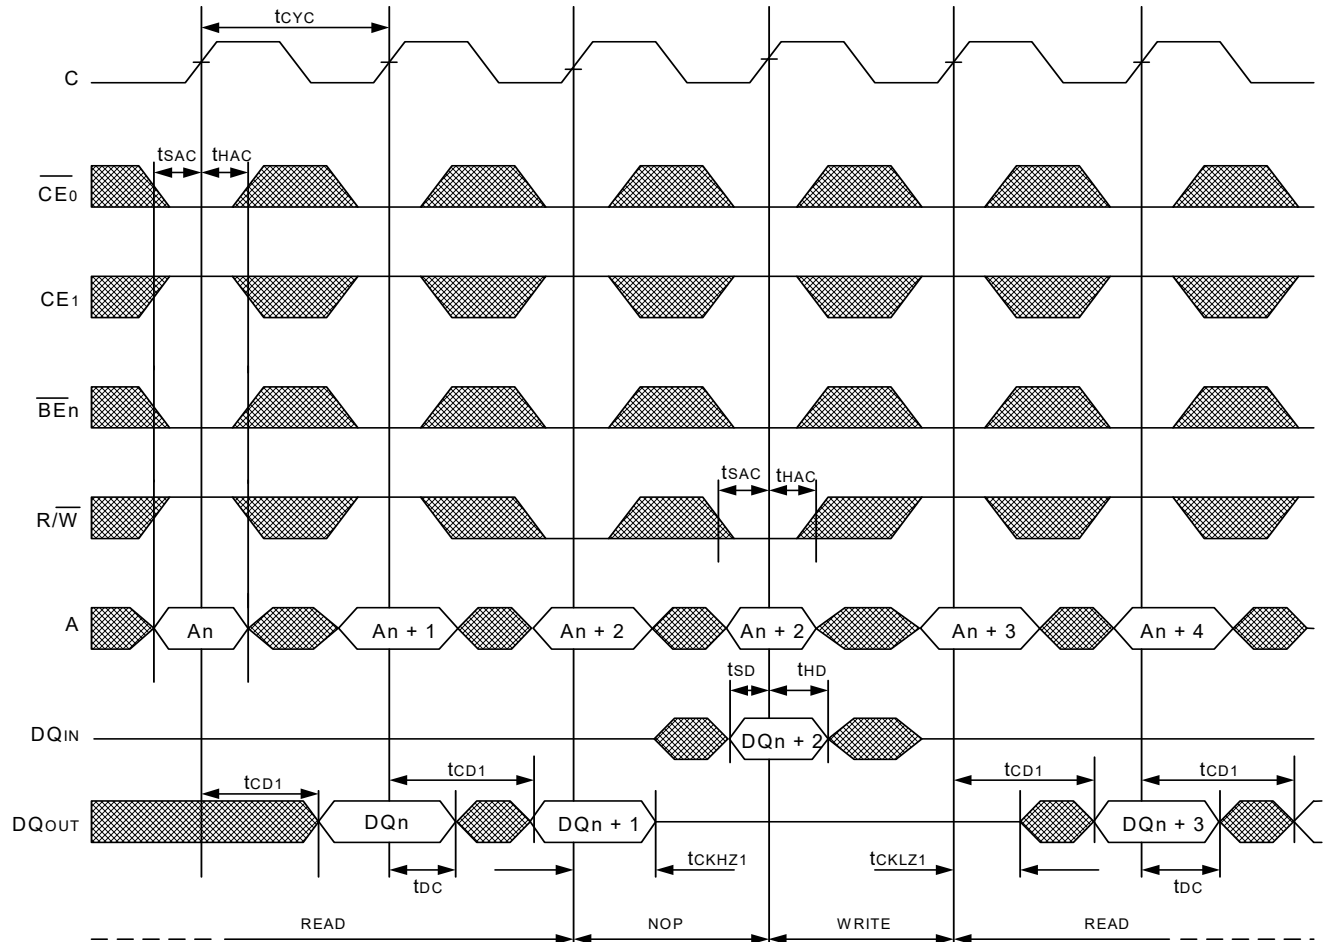 tCYC
C
tSAC tHAC
CE0
CE1
BEn
tSAC tHAC
R/W
A An An + 1 An + 2 An + 2 An + 3 An + 4
tSD tHD
DQIN DQn + 2
tCD1 tCD1 tCD1 tCD1
DQOUT DQn DQn + 1 DQn + 3
tCKHZ1 tCKLZ1
tDC tDC
READ NOP WRITE READ